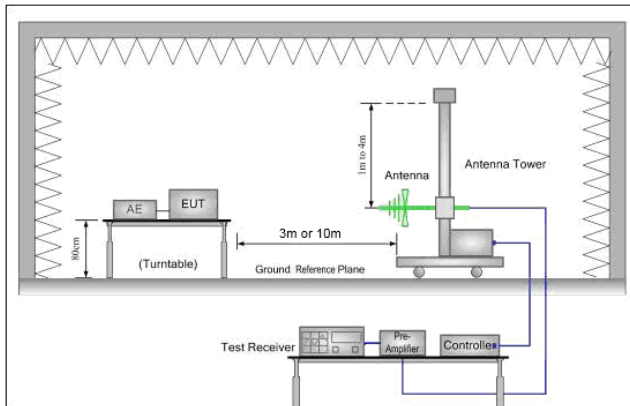 1m to 4m
Antenna
Antenna Tower
AE
EUT
80cm
3m or 10m
(Turntable)
Ground Reference Plane
Test Receiver
Pre-
Amplifier
Controller